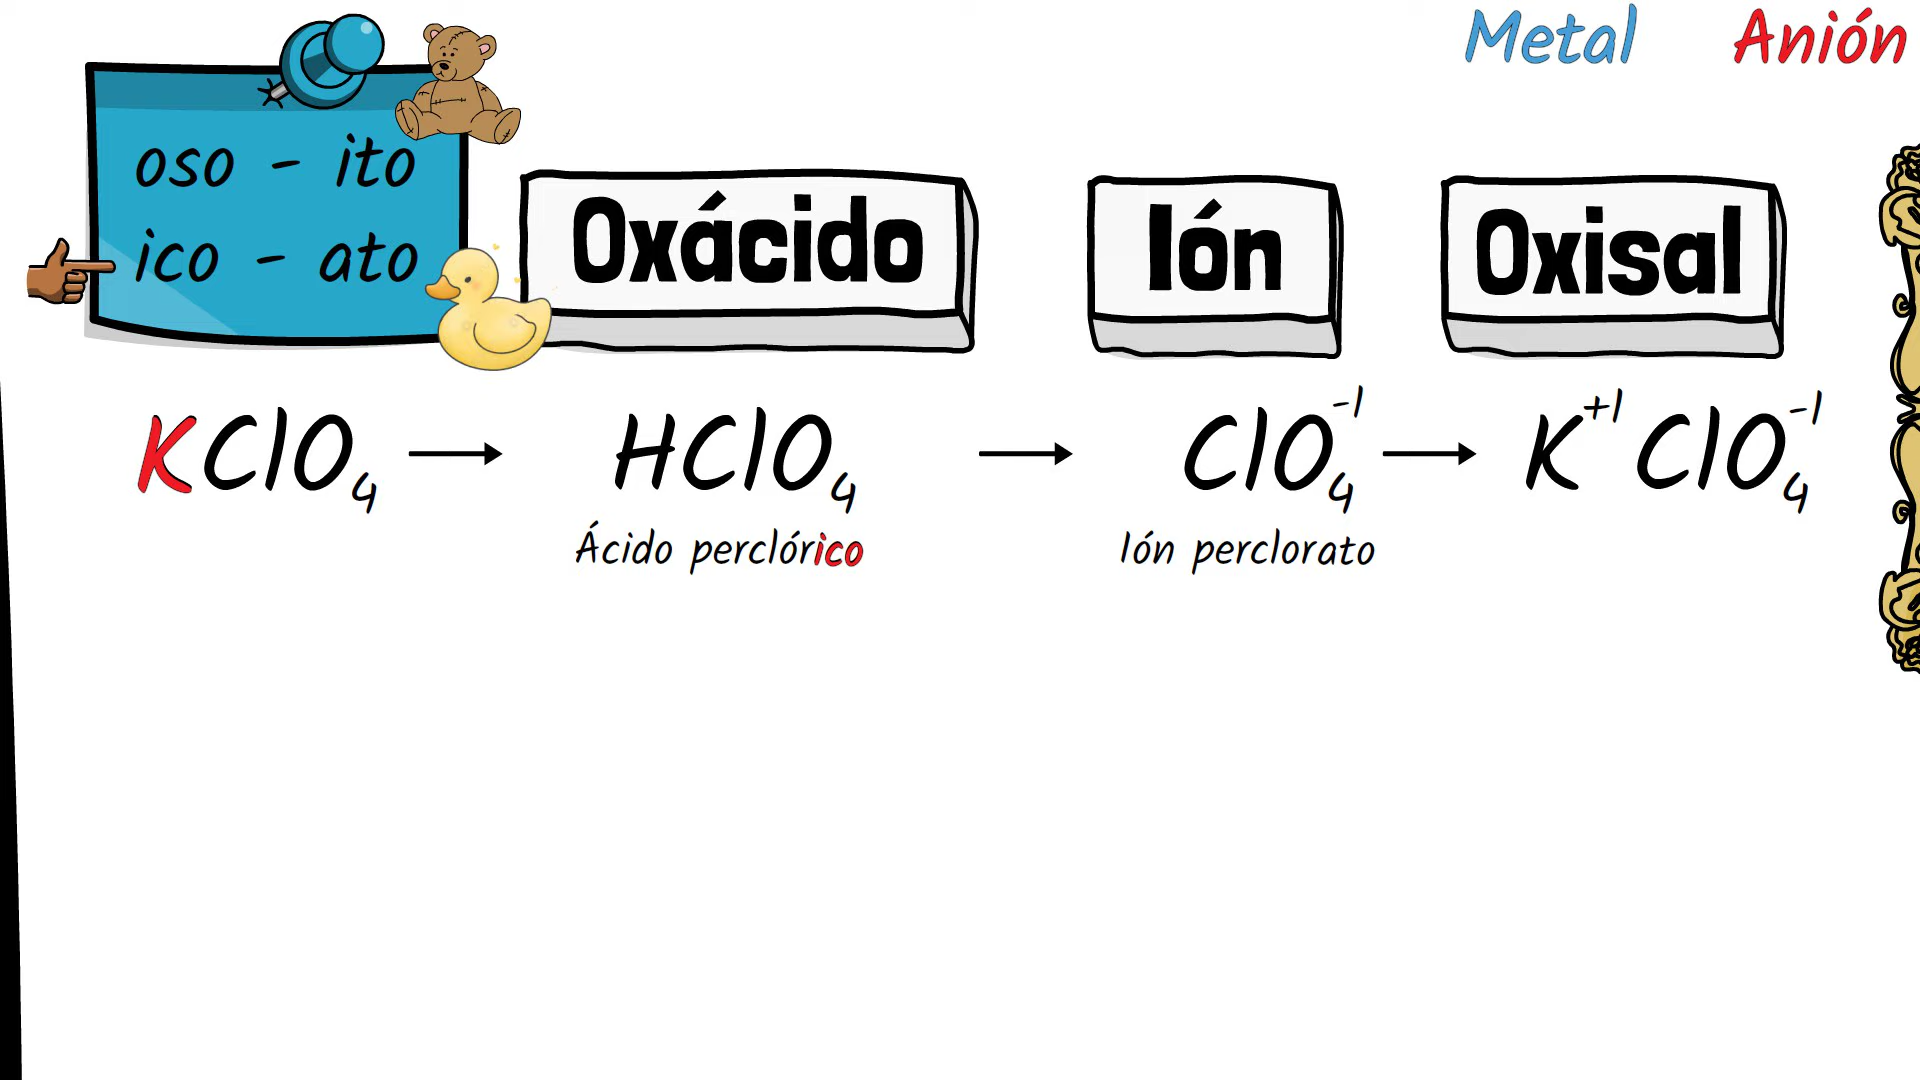 Metal Anión
oso - ito
ico - ato
Oxácido
Ión
Oxisal
KClO₄ → HClO₄ → ClO₄⁻¹ → K⁺¹ClO₄⁻¹
Ácido perclórico
Ión perclorato